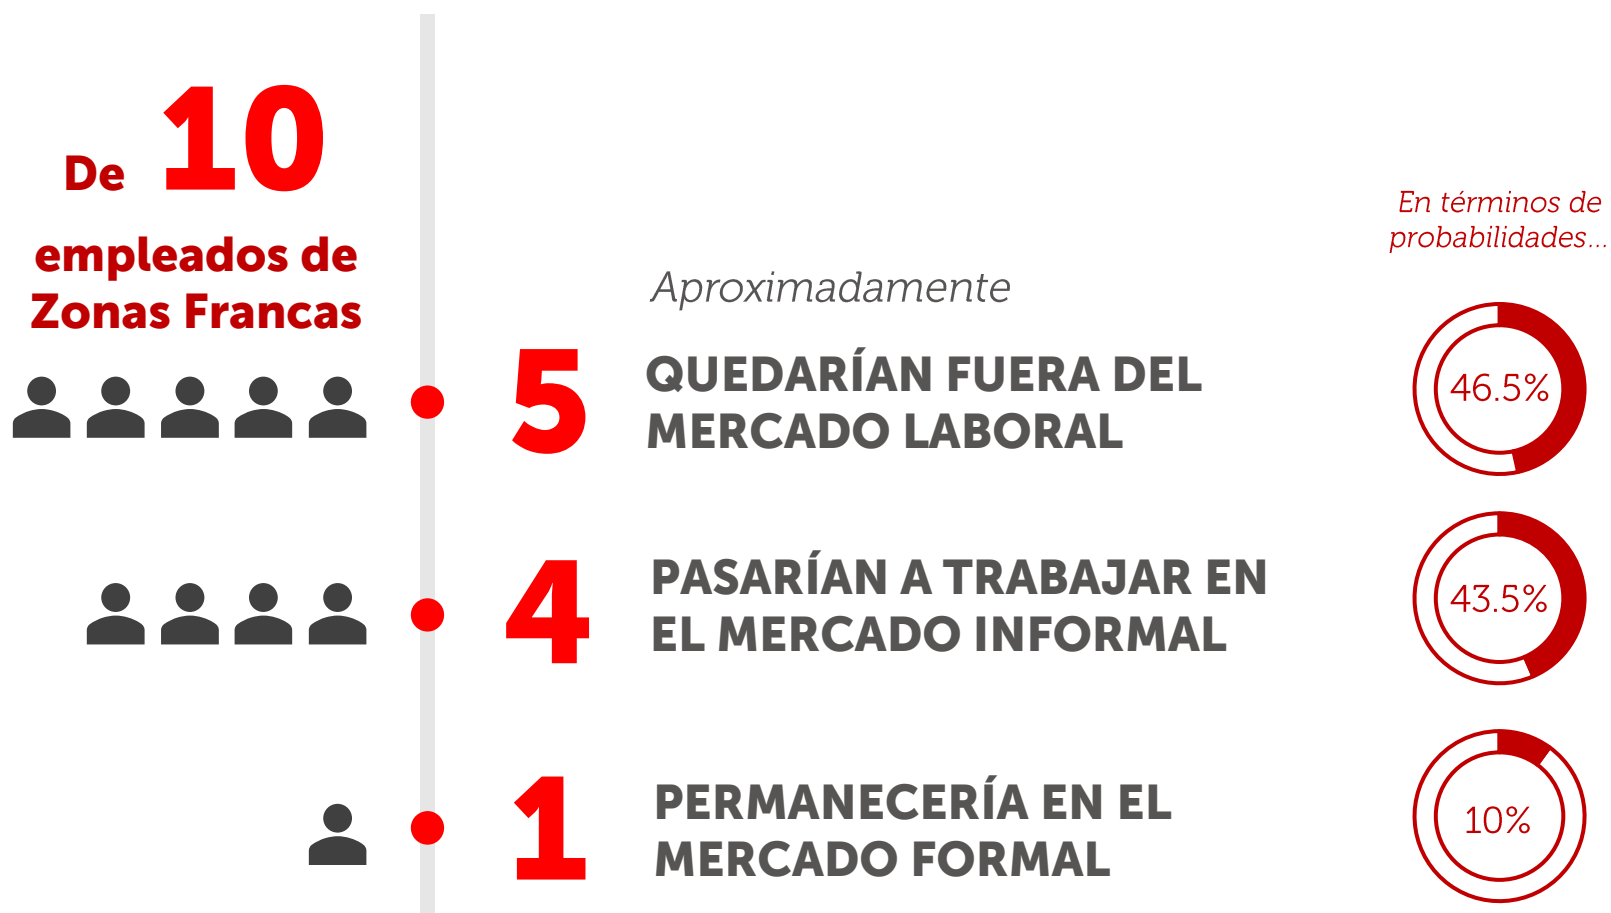 De 10
empleados de
Zonas Francas
En términos de
probabilidades...
Aproximadamente
5
QUEDARÍAN FUERA DEL
MERCADO LABORAL
46.5%
4
PASARÍAN A TRABAJAR EN
EL MERCADO INFORMAL
43.5%
1
PERMANECERÍA EN EL
MERCADO FORMAL
10%